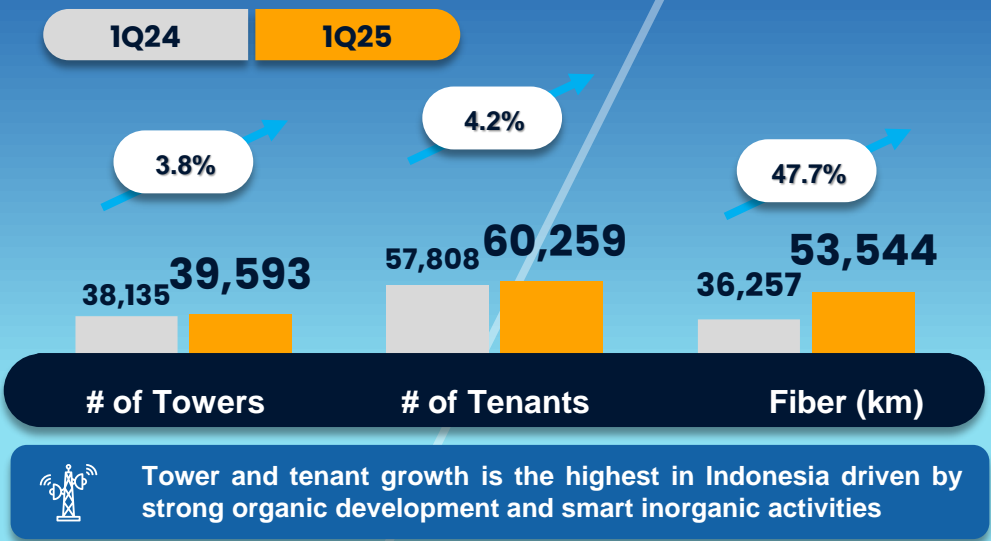 1Q24 1Q25
3.8%
4.2%
47.7%
38,135 39,593
57,808 60,259
36,257 53,544
# of Towers # of Tenants Fiber (km)
Tower and tenant growth is the highest in Indonesia driven by
strong organic development and smart inorganic activities